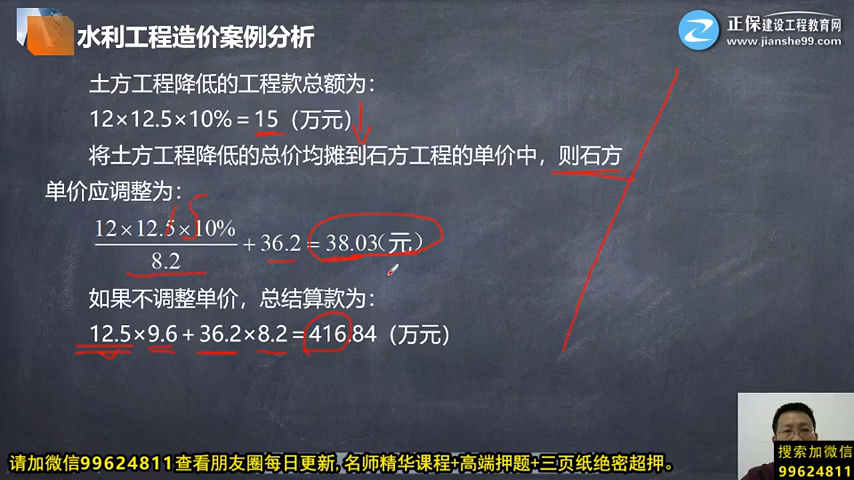 水利工程造价案例分析
正保建设工程教育网
www.jianshe99.com
土方工程降低的工程款总额为：
12×12.5×10%＝15（万元）
将土方工程降低的总价均摊到石方工程的单价中，则石方
单价应调整为：
12×12.5×10%
8.2
+36.2＝38.03(元）
如果不调整单价，总结算款为：
12.5×9.6＋36.2×8.2＝416.84（万元）
搜索加微信
99624811
请加微信99624811查看朋友圈每日更新,名师精华课程+高端押题+三页纸绝密超押。